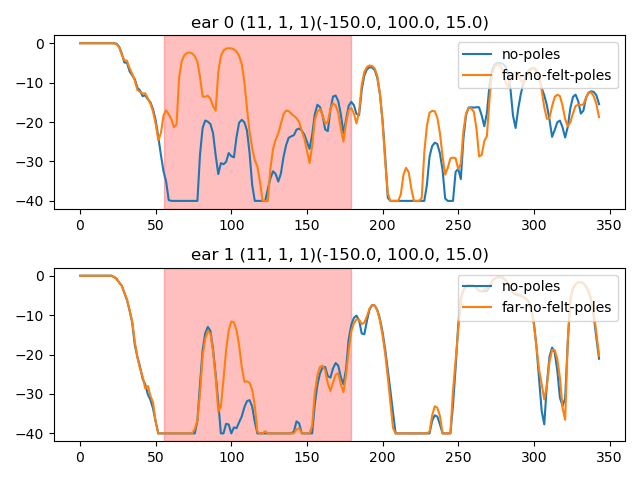 ear 0 (11, 1, 1)(-150.0, 100.0, 15.0)
0
−10
−20
−30
−40
no-poles
far-no-felt-poles
0 50 100 150 200 250 300 350
ear 1 (11, 1, 1)(-150.0, 100.0, 15.0)
0
−10
−20
−30
−40
no-poles
far-no-felt-poles
0 50 100 150 200 250 300 350